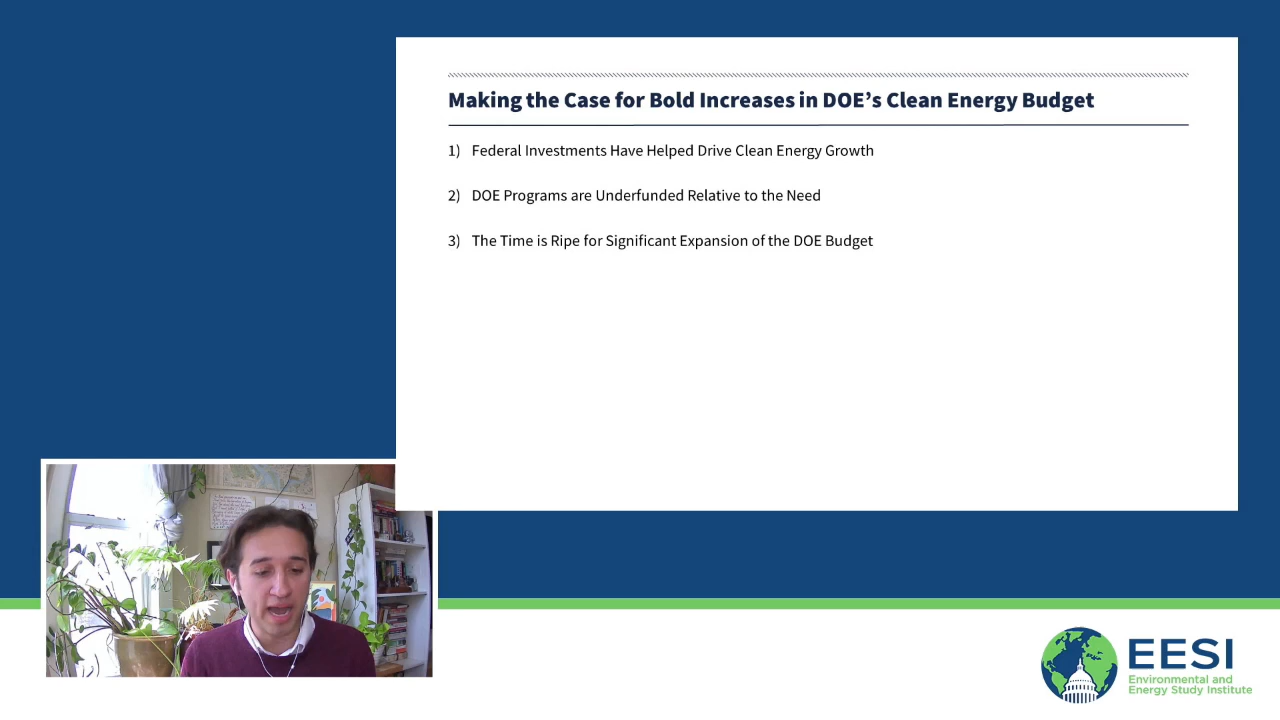 Making the Case for Bold Increases in DOE’s Clean Energy Budget
1) Federal Investments Have Helped Drive Clean Energy Growth
2) DOE Programs are Underfunded Relative to the Need
3) The Time is Ripe for Significant Expansion of the DOE Budget
EESI
Environmental and
Energy Study Institute